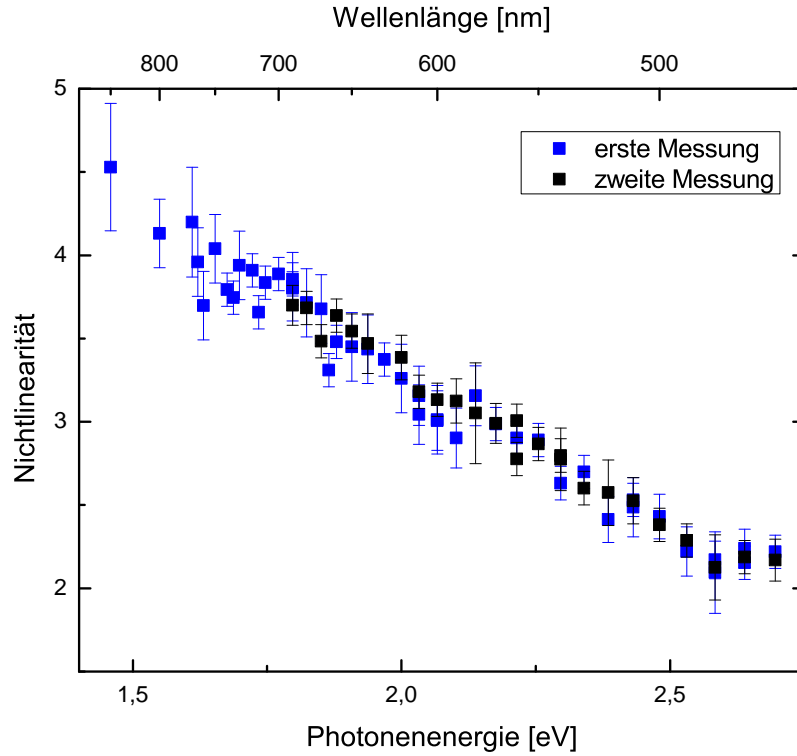 Wellenlänge [nm]
800 700 600 500
5
4
3
2
Nichtlinearität
erste Messung
zweite Messung
1,5 2,0 2,5
Photonenenergie [eV]